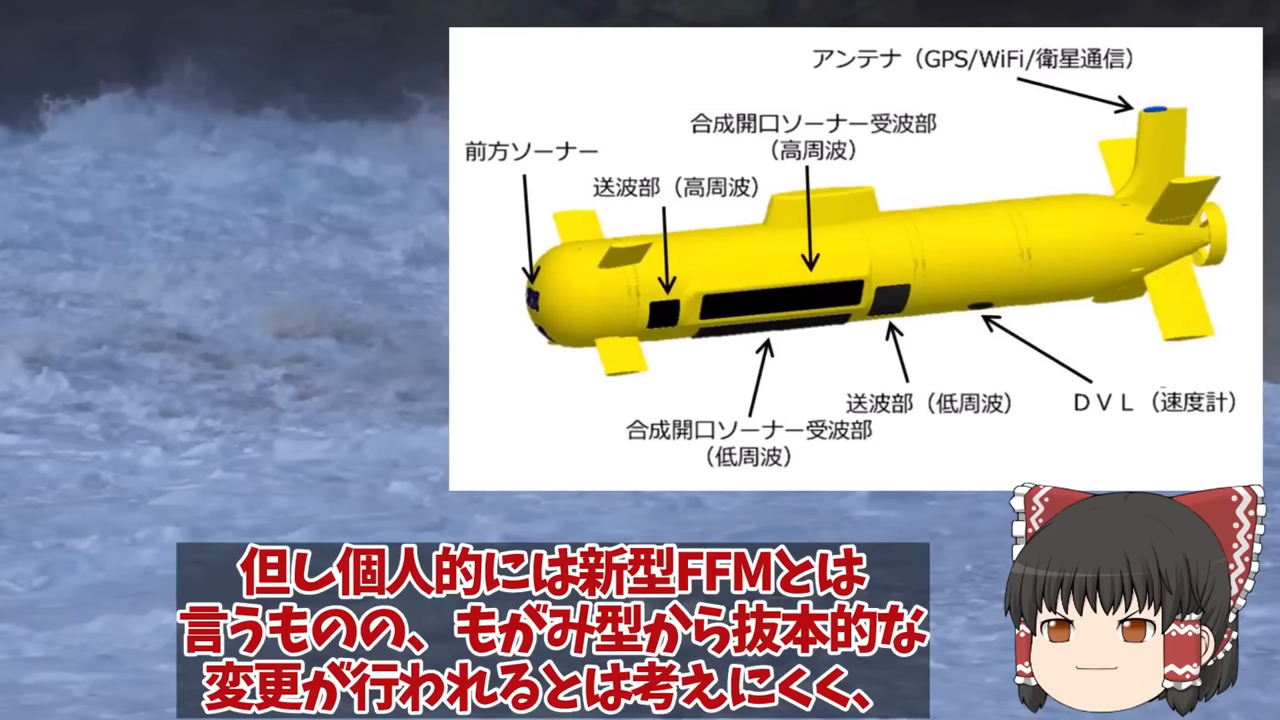 アンテナ（GPS/WiFi/衛星通信）
合成開口ソーナー受波部
（高周波）
前方ソーナー
送波部（高周波）
送波部（低周波）
ＤＶＬ（速度計）
合成開口ソーナー受波部
（低周波）
但し個人的には新型FFMとは
言うものの、もがみ型から抜本的な
変更が行われるとは考えにくく、